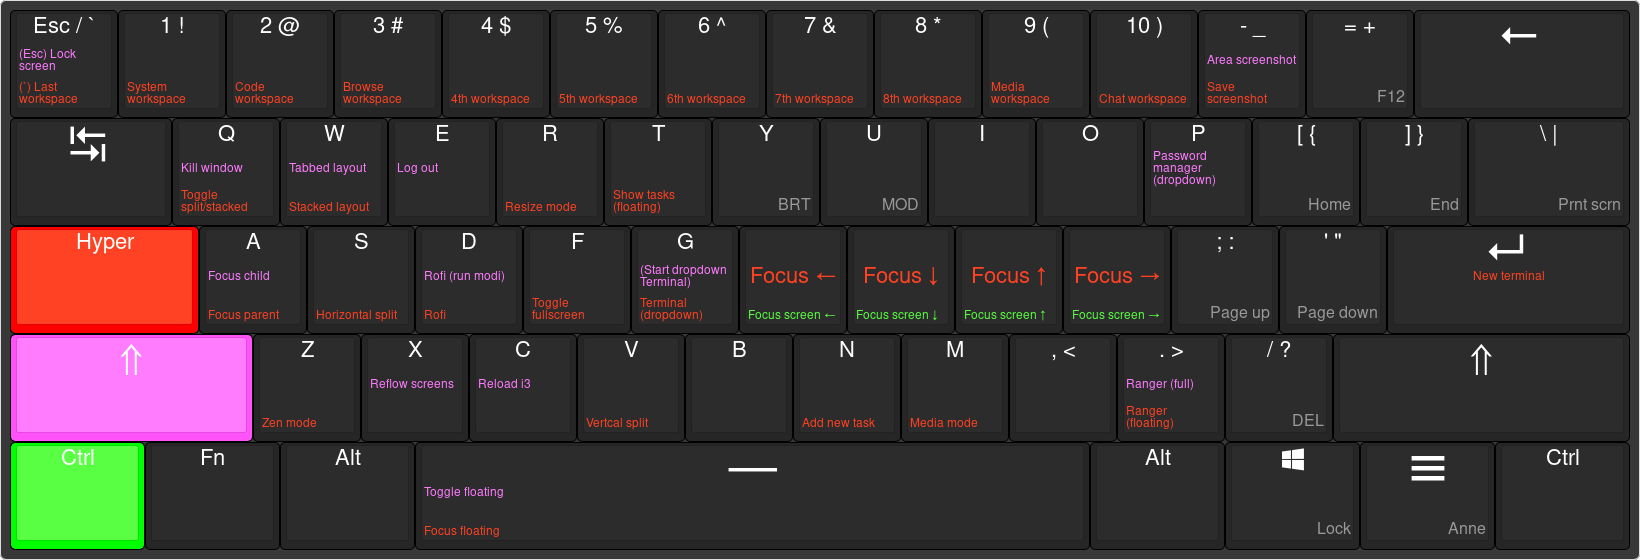 Esc / `
(Esc) Lock
screen
(`) Last
workspace
1 !
System
workspace
2 @
Code
workspace
3 #
Browse
workspace
4 $
4th workspace
5 %
5th workspace
6 ^
6th workspace
7 &
7th workspace
8 *
8th workspace
9 (
Media
workspace
10 )
Chat workspace
- _
Area screenshot
Save
screenshot
= +
F12
←
Q
Kill window
Toggle
split/stacked
W
Tabbed layout
Stacked layout
E
Log out
R
Resize mode
T
Show tasks
(floating)
Y
BRT
U
MOD
I
O
P
Password
manager
(dropdown)
[ {
Home
] }
End
\ |
Prnt scrn
Hyper
A
Focus child
Focus parent
S
Horizontal split
D
Rofi (run modi)
Rofi
F
Toggle
fullscreen
G
(Start dropdown
Terminal)
Terminal
(dropdown)
Focus ←
Focus screen ←
Focus ↓
Focus screen ↓
Focus ↑
Focus screen ↑
Focus →
Focus screen →
; :
Page up
' "
Page down
New terminal
⇑
Z
Zen mode
X
Reflow screens
C
Reload i3
V
Vertcal split
B
N
Add new task
M
Media mode
, <
. >
Ranger (full)
Ranger
(floating)
/ ?
DEL
⇑
Ctrl
Fn
Alt
Toggle floating
Focus floating
Alt
Lock
Anne
Ctrl